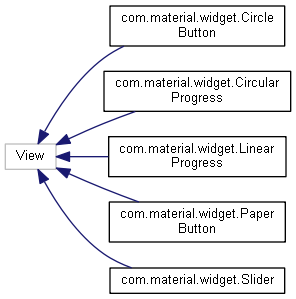 com.material.widget.Circle
Button
com.material.widget.Circular
Progress
View
com.material.widget.Linear
Progress
com.material.widget.Paper
Button
com.material.widget.Slider